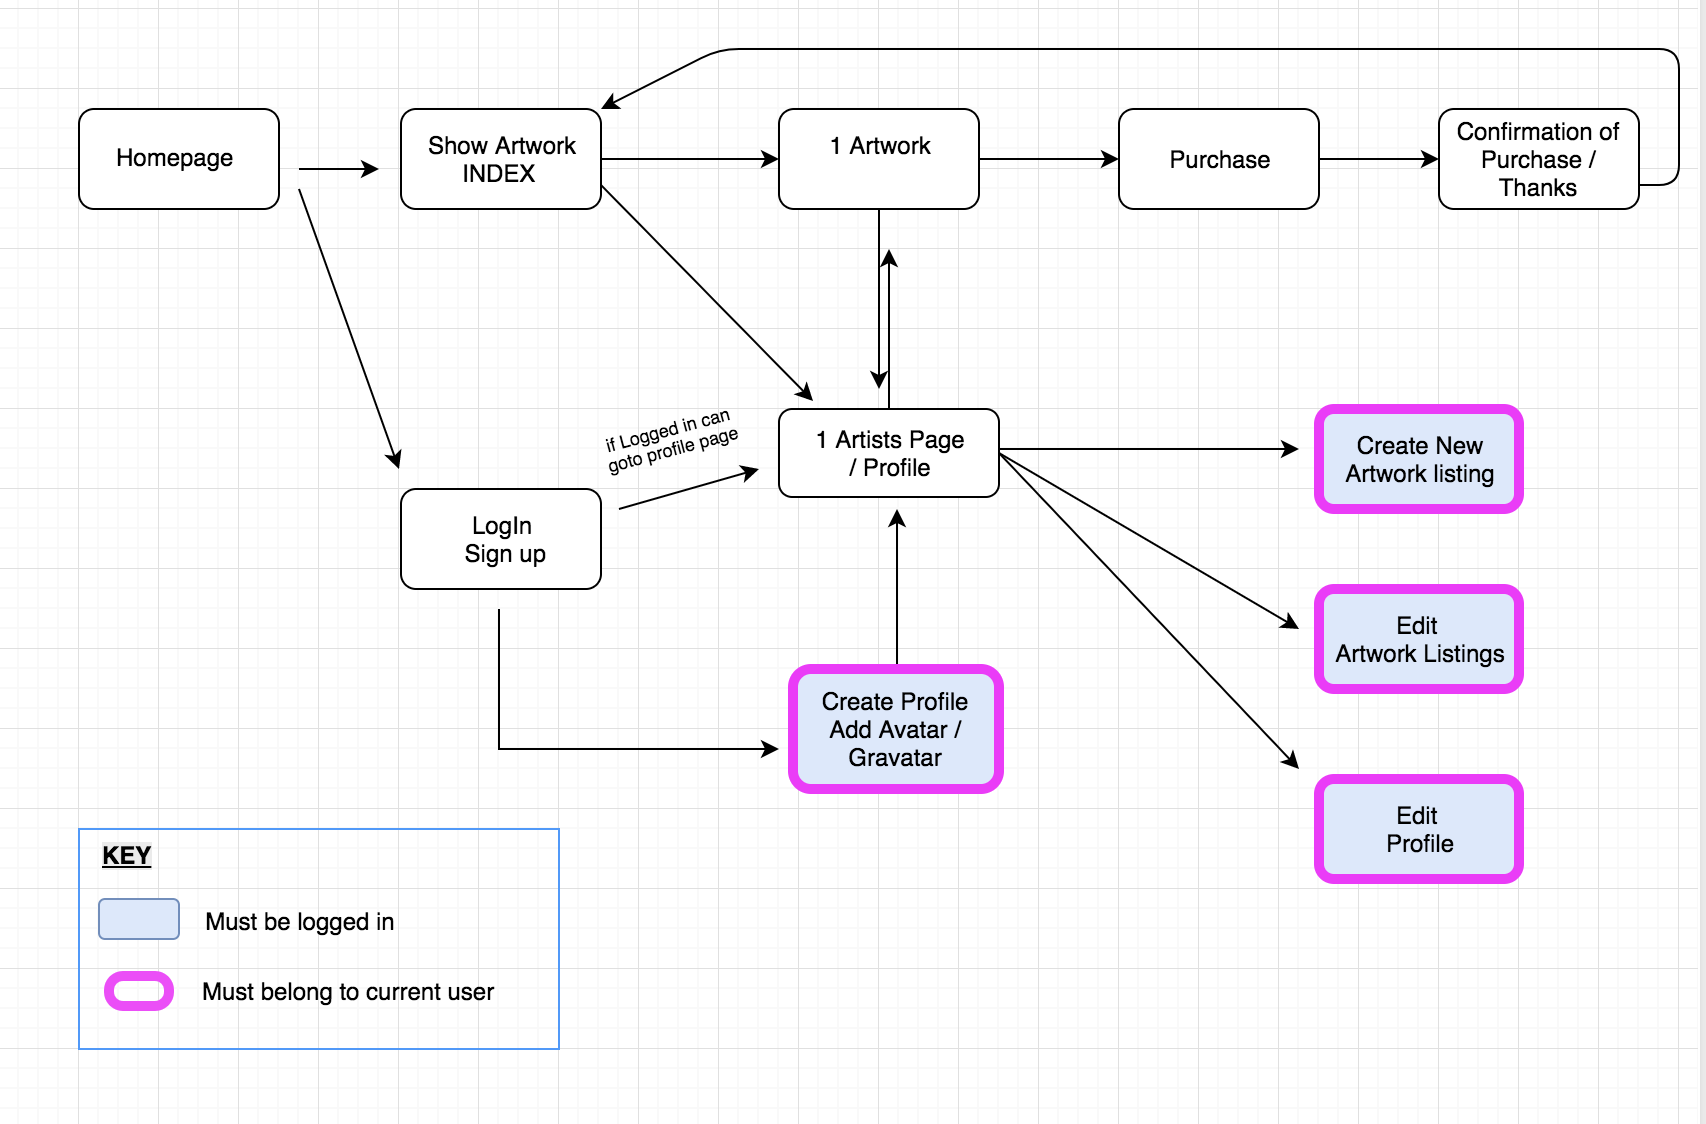 Homepage
Show Artwork
INDEX
1 Artwork
Purchase
Confirmation of
Purchase /
Thanks
if Logged in can
goto profile page
1 Artists Page
/ Profile
Create New
Artwork listing
LogIn
Sign up
Edit
Artwork Listings
Create Profile
Add Avatar /
Gravatar
Edit
Profile
KEY
Must be logged in
Must belong to current user